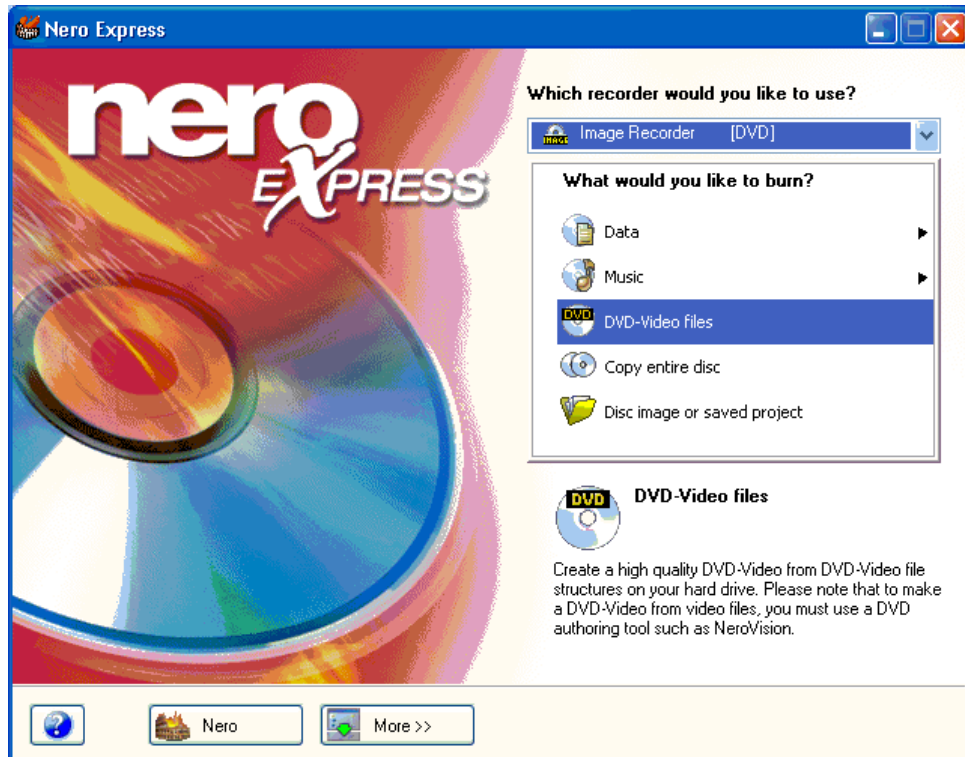 Nero Express
nero
EXPRESS
Which recorder would you like to use?
IMAGE Image Recorder [DVD]
What would you like to burn?
Data
Music
DVD DVD-Video files
Copy entire disc
Disc image or saved project
DVD DVD-Video files
Create a high quality DVD-Video from DVD-Video file
structures on your hard drive. Please note that to make
a DVD-Video from video files, you must use a DVD
authoring tool such as NeroVision.
? Nero More >>